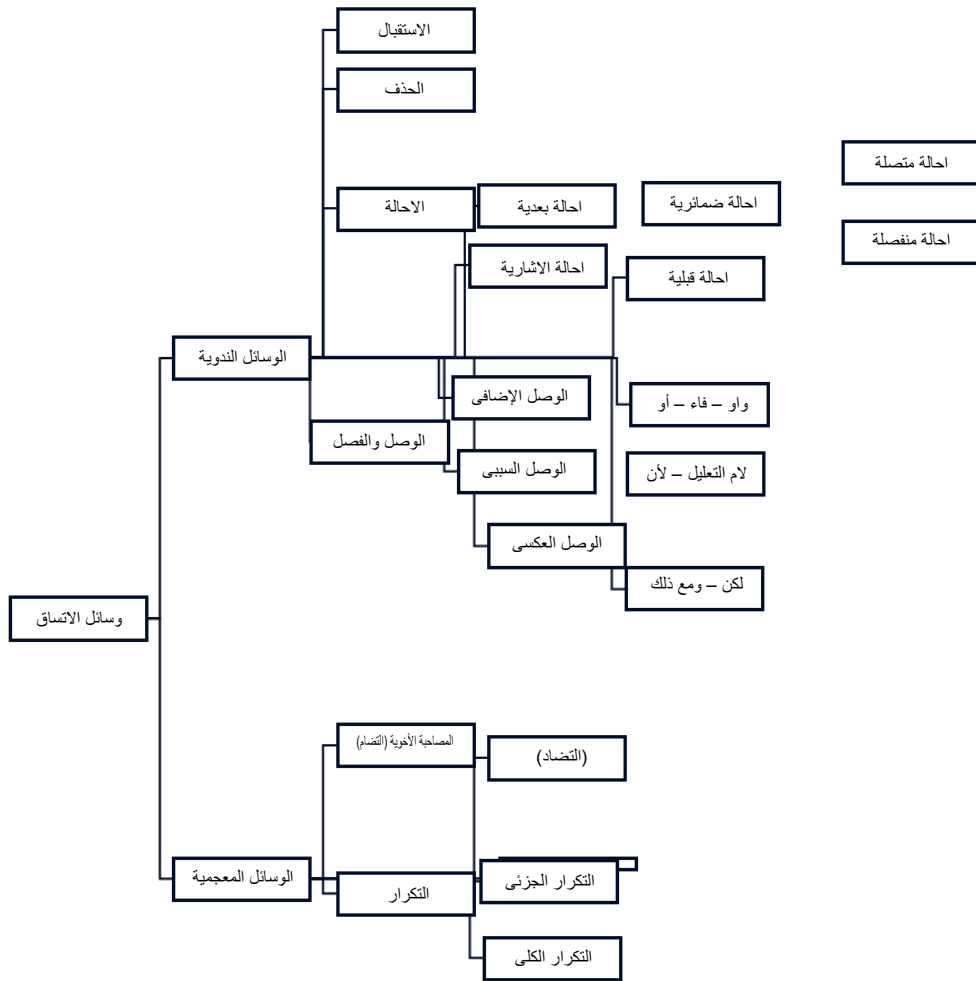 الاستقبال
الحذف
احالة متصلة
الاحالة
احالة بعدية
احالة ضمائرية
احالة منفصلة
احالة الاشارية
احالة قبلية
الوسائل الندوية
الوصل الإضافى
واو – فاء – أو
الوصل والفصل
الوصل السببى
لام التعليل – لأن
الوصل العكسى
لكن – ومع ذلك
وسائل الاتساق
المصاحبة الأخوية (التضام)
(التضاد)
الوسائل المعجمية
التكرار
التكرار الجزئى
التكرار الكلى